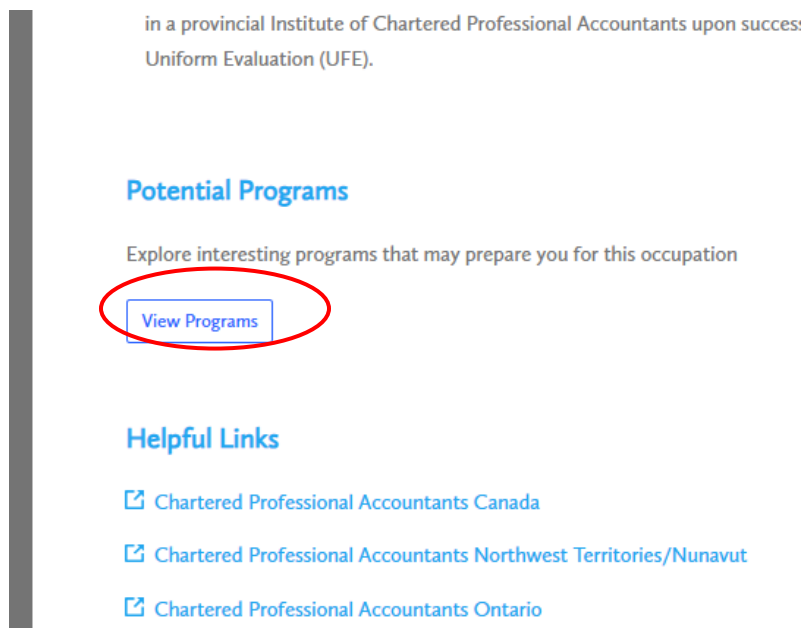 in a provincial Institute of Chartered Professional Accountants upon
Uniform Evaluation (UFE).
Potential Programs
Explore interesting programs that may prepare you for this occupation
View Programs
Helpful Links
Chartered Professional Accountants Canada
Chartered Professional Accountants Northwest Territories/Nunavut
Chartered Professional Accountants Ontario